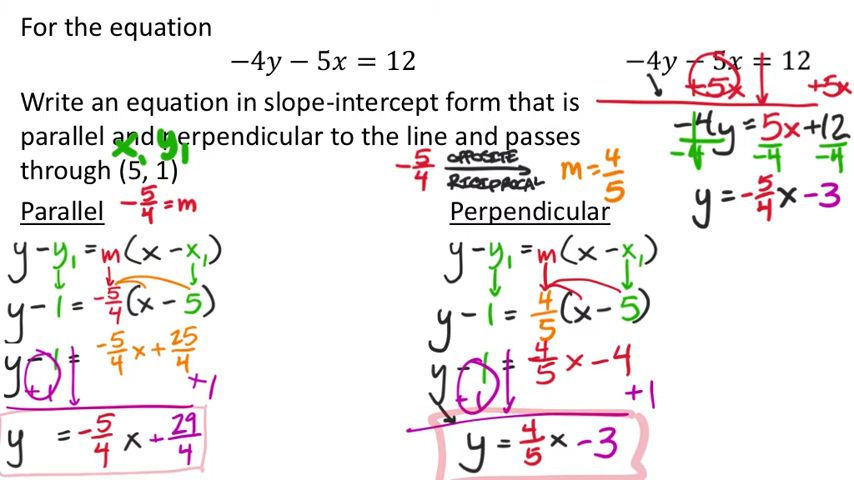 For the equation
−4y − 5x = 12
Write an equation in slope-intercept form that is
parallel and perpendicular to the line and passes
through (5, 1)
x₁ y₁
−4y − 5x = 12
+5x +5x
−4y = 5x + 12
−4 −4 −4
y = −5/4 x − 3
−5/4 OPPOSITE RICIPROCAL m = 4/5
Parallel −5/4 = m
y − y₁ = m(x − x₁)
y − 1 = −5/4 (x − 5)
y − 1 = −5/4 x + 25/4
+1 +1
y = −5/4 x + 29/4
Perpendicular
y − y₁ = m(x − x₁)
y − 1 = 4/5 (x − 5)
y − 1 = 4/5 x − 4
+1 +1
y = 4/5 x − 3